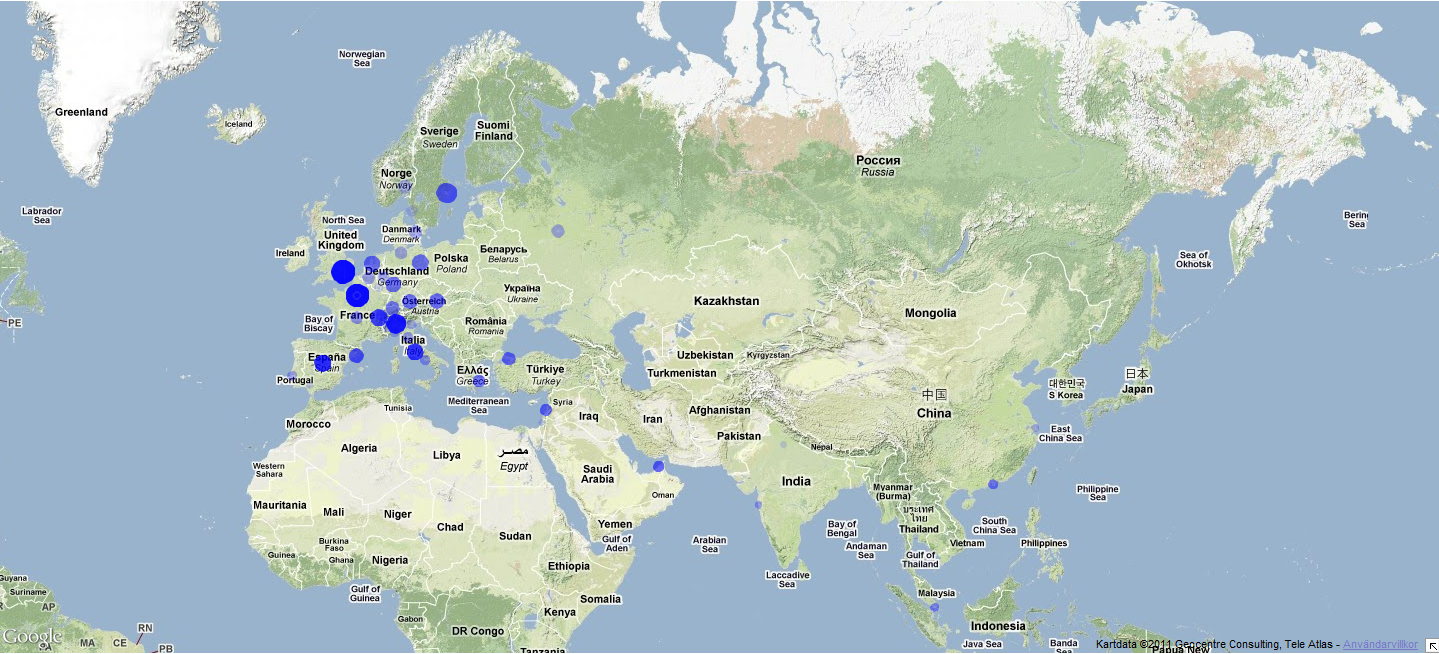 Norwegian
Sea
Greenland
Iceland
Sverige
Sweden
Suomi
Finland
Россия
Russia
Norge
Norway
Labrador
Sea
North Sea
Bering
Sea
United
Kingdom
Danmark
Denmark
Ireland
Беларусь
Belarus
Polska
Poland
Sea of
Okhotsk
Deutschland
Germany
Україна
Ukraine
Österreich
Austria
Kazakhstan
Mongolia
PE
Bay of
Biscay
France
România
Romania
Italia
Italy
España
Spain
Uzbekistan
Kyrgyzstan
Portugal
Ελλάς
Greece
Türkiye
Turkey
Turkmenistan
대한민국
S Korea
日本
Japan
中国
China
Mediterranean
Sea
Syria
Tunisia
Morocco
Iraq
Iran
Afghanistan
Pakistan
East
China Sea
Nepal
Algeria
Libya
مصر
Egypt
Western
Sahara
Saudi
Arabia
India
Oman
Myanmar
(Burma)
Philippine
Sea
Mauritania
Mali
Niger
Chad
Sudan
Yemen
Gulf of
Aden
Arabian
Sea
Bay of
Bengal
Andaman
Sea
ประเทศ
ไทย
Thailand
South
China Sea
Vietnam
Philippines
Gulf of
Thailand
Burkina
Faso
Guinea
Ghana
Nigeria
Ethiopia
Laccadive
Sea
Guyana
Suriname
Gulf of
Guinea
Malaysia
Somalia
AP
Gabon
Kenya
DR Congo
Indonesia
RN
Google
MA
CE
PB
Tanzania
Java Sea
Banda
Sea
Papua New
Kartdata ©2011 Geocentre Consulting, Tele Atlas - Användarvillkor